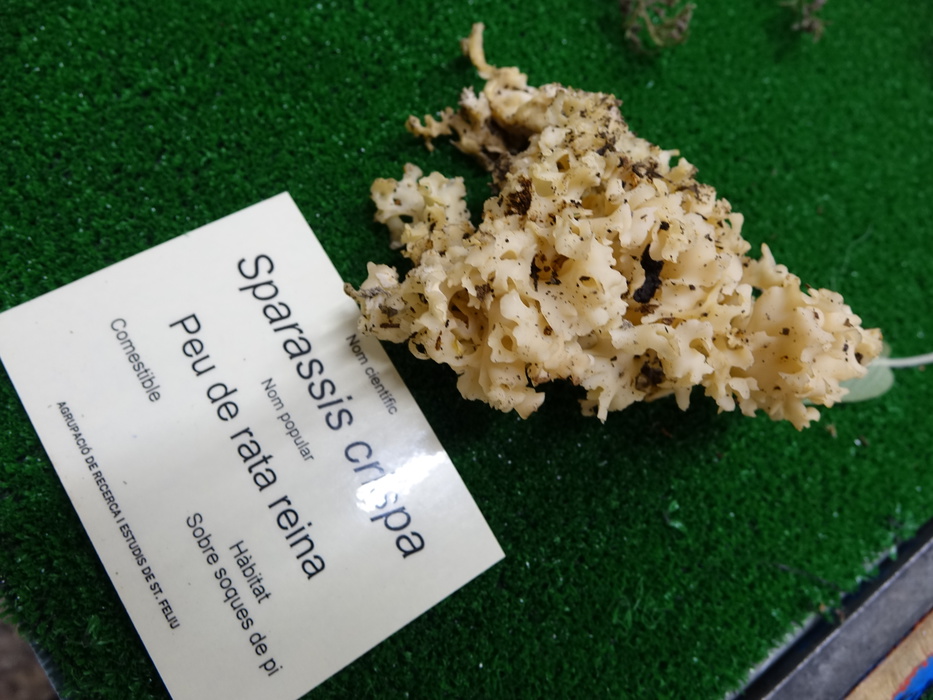 Nom científic
Sparassis crispa
Nom popular
Peu de rata reina
Hàbitat
Sobre soques de pi
Comestible
AGRUPACIÓ DE RECERCA I ESTUDIS DE ST. FELIU